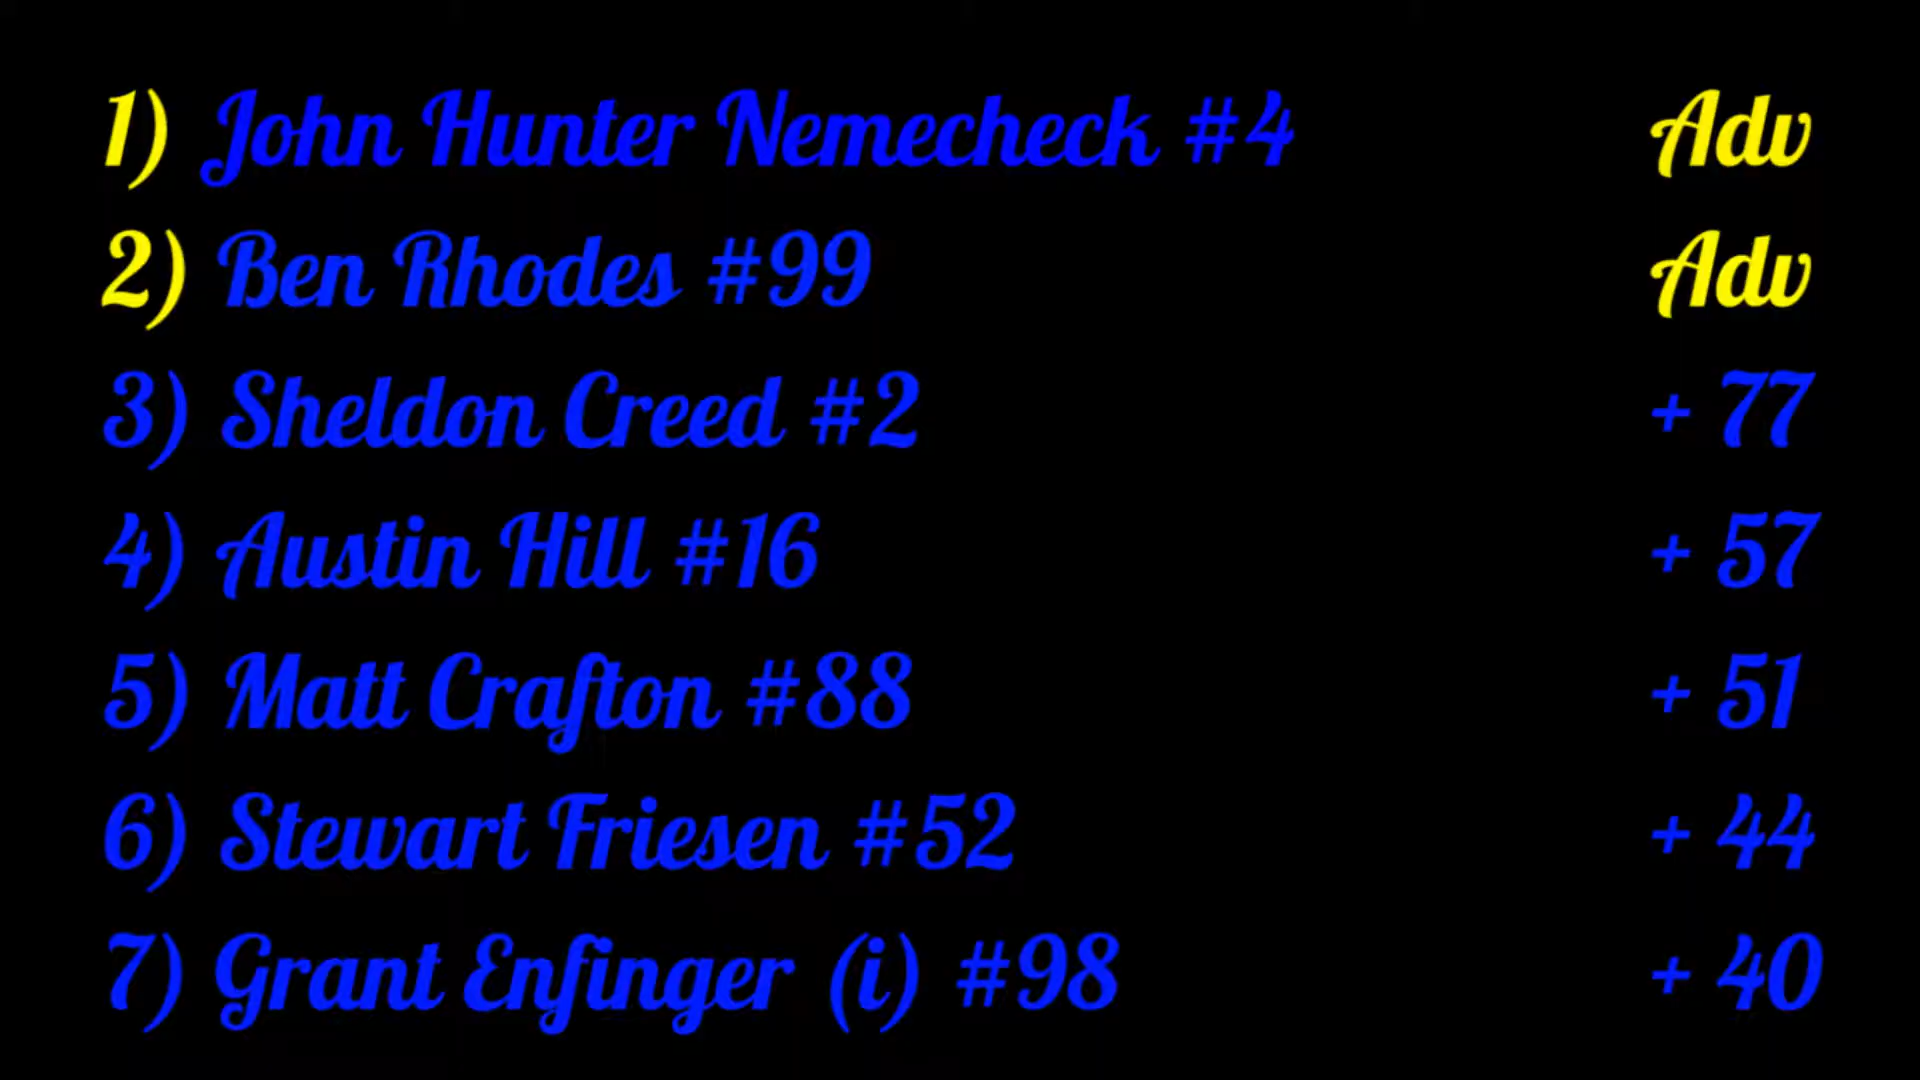 1) John Hunter Nemecheck #4 Adv
2) Ben Rhodes #99 Adv
3) Sheldon Creed #2 + 77
4) Austin Hill #16 + 57
5) Matt Crafton #88 + 51
6) Stewart Friesen #52 + 44
7) Grant Enfinger (i) #98 + 40